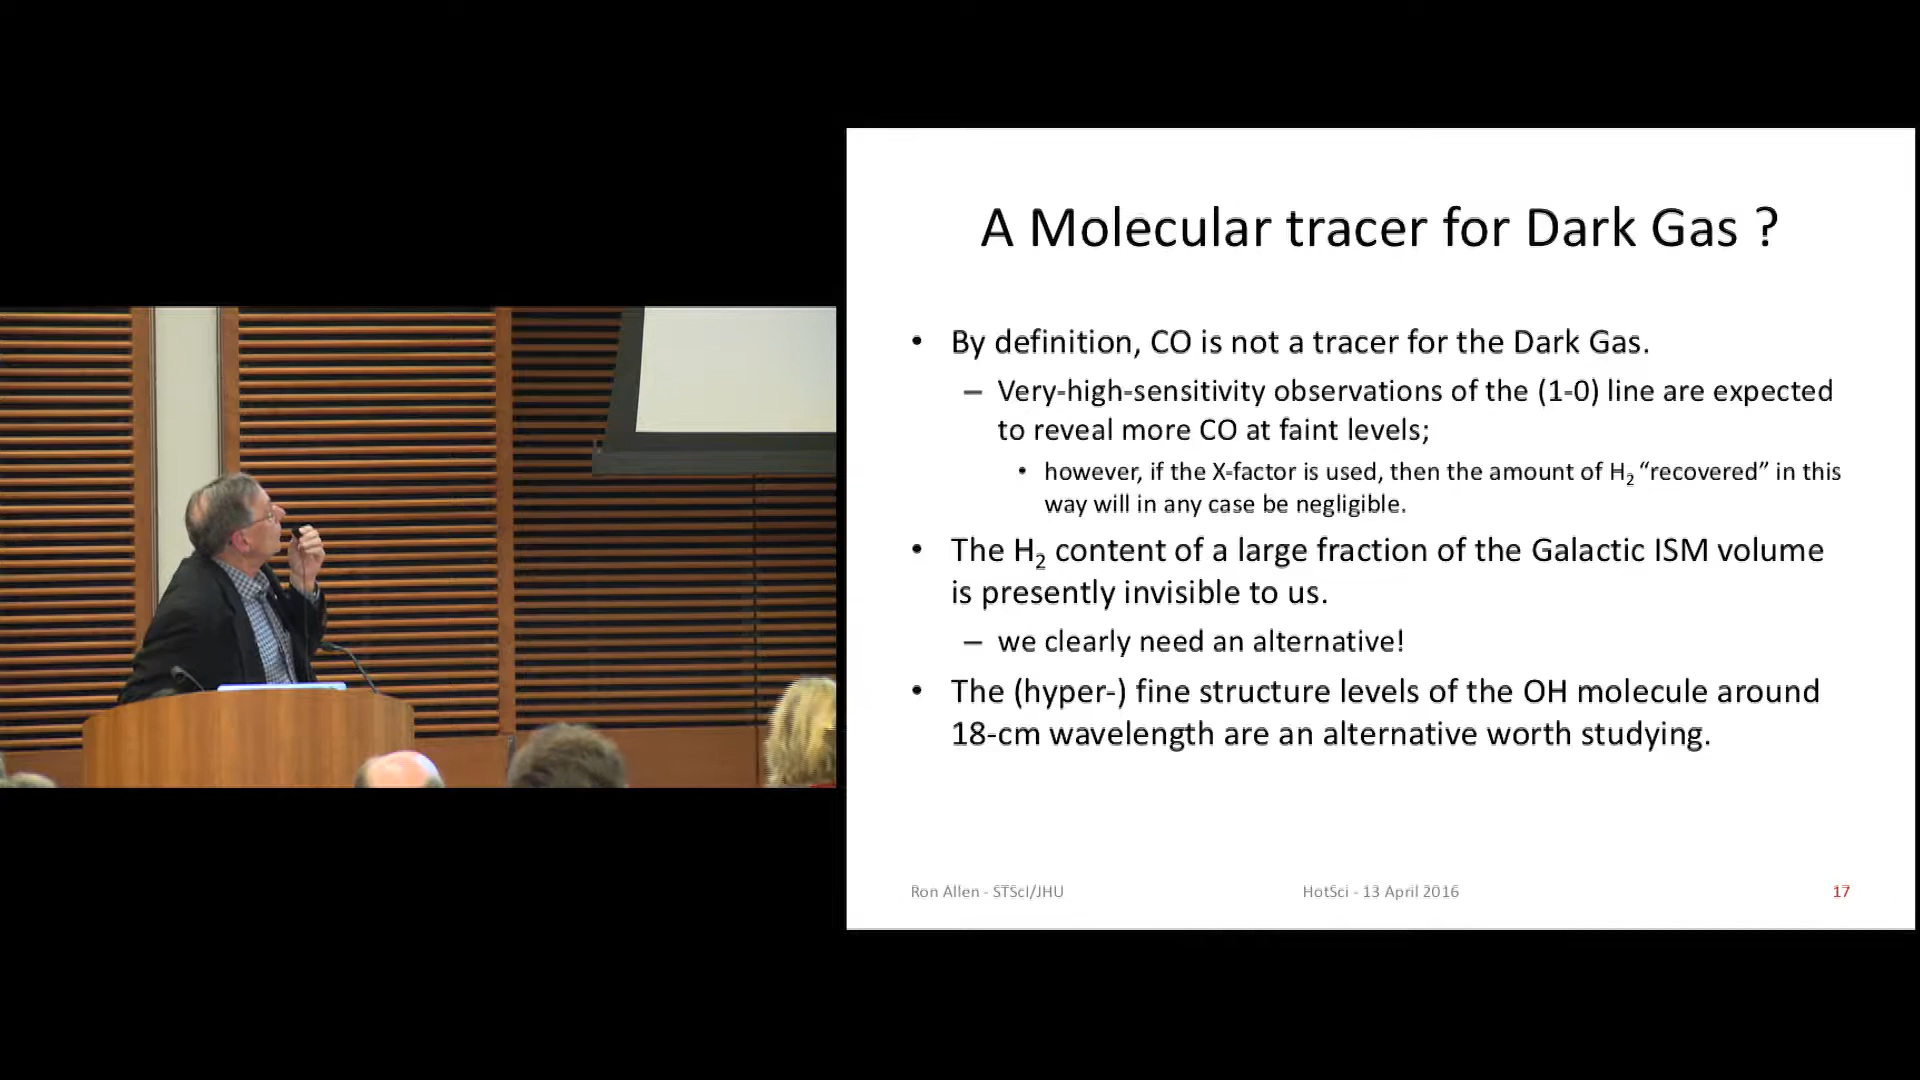 A Molecular tracer for Dark Gas ?
• By definition, CO is not a tracer for the Dark Gas.
– Very-high-sensitivity observations of the (1-0) line are expected
to reveal more CO at faint levels;
• however, if the X-factor is used, then the amount of H₂ “recovered” in this
way will in any case be negligible.
• The H₂ content of a large fraction of the Galactic ISM volume
is presently invisible to us.
– we clearly need an alternative!
• The (hyper-) fine structure levels of the OH molecule around
18-cm wavelength are an alternative worth studying.
Ron Allen - STScI/JHU
HotSci - 13 April 2016
17